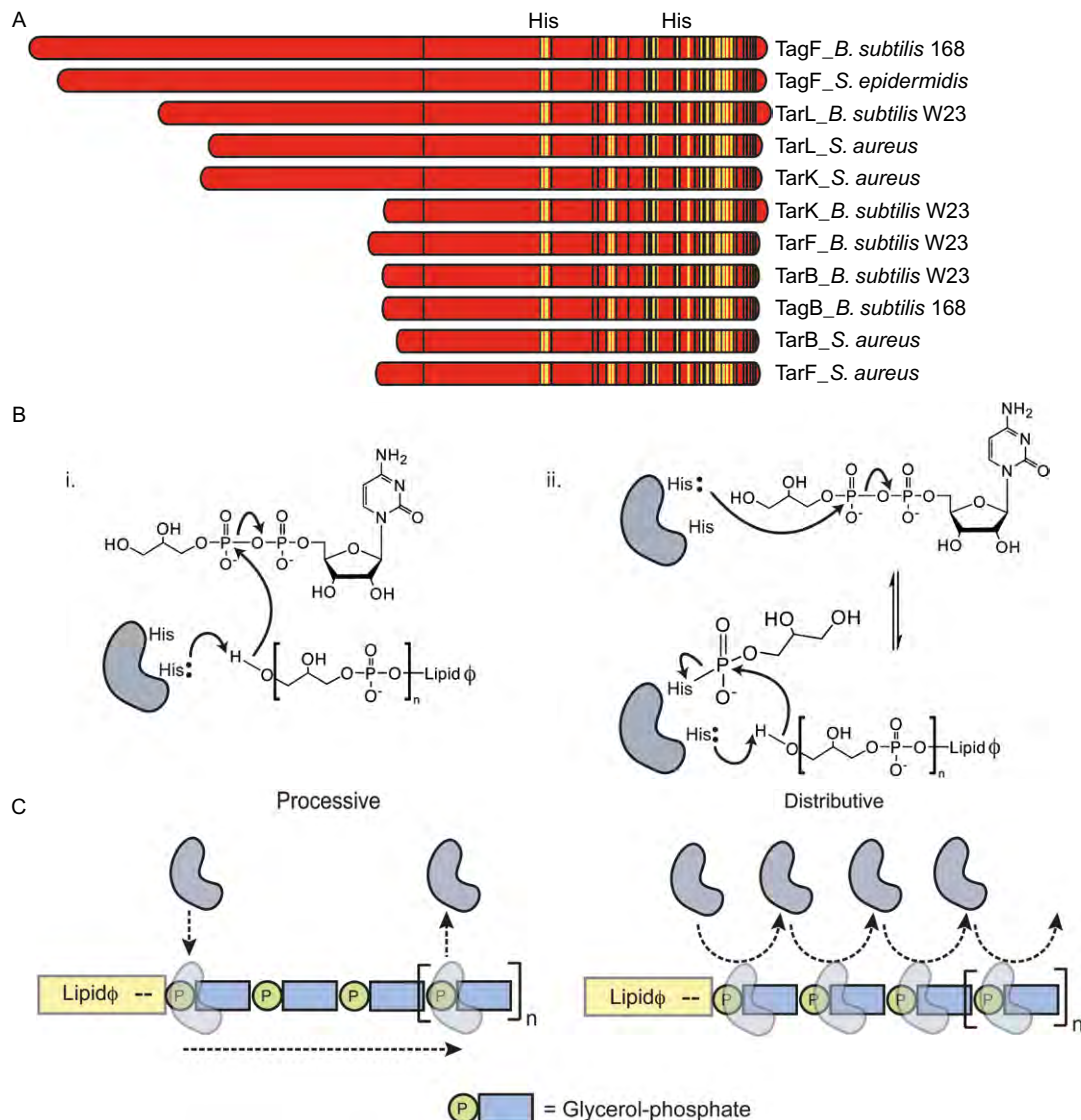 A
His His
TagF_B. subtilis 168
TagF_S. epidermidis
TarL_B. subtilis W23
TarL_S. aureus
TarK_S. aureus
TarK_B. subtilis W23
TarF_B. subtilis W23
TarB_B. subtilis W23
TagB_B. subtilis 168
TarB_S. aureus
TarF_S. aureus
B
i.
NH2
N
N
O
OH
HO
O
O
P
O-
O
O
P
O-
O
O
OH OH
His
His:
H
O
OH
O
O
P
O-
O
Lipid ϕ
n
ii.
His:
His
NH2
N
N
O
OH
HO
O
O
P
O-
O
O
P
O-
O
O
HO OH
O
P
O-
O
OH
OH
His
His:
H
O
OH
O
O
P
O-
O
Lipid ϕ
n
C
Processive
Lipidϕ -- P P P P n
Distributive
Lipidϕ -- P P P P n
P = Glycerol-phosphate